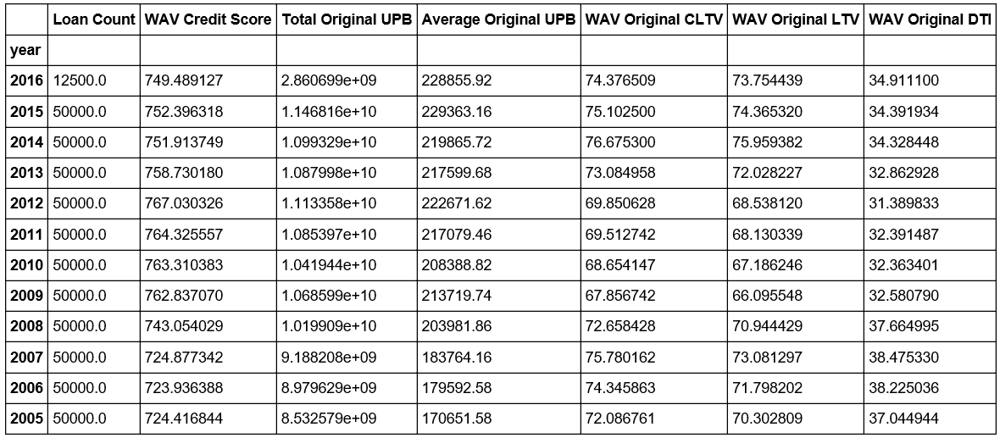 Loan Count WAV Credit Score Total Original UPB Average Original UPB WAV Original CLTV WAV Original LTV WAV Original DTI
year
2016 12500.0 749.489127 2.860699e+09 228855.92 74.376509 73.754439 34.911100
2015 50000.0 752.396318 1.146816e+10 229363.16 75.102500 74.365320 34.391934
2014 50000.0 751.913749 1.099329e+10 219865.72 76.675300 75.959382 34.328448
2013 50000.0 758.730180 1.087998e+10 217599.68 73.084958 72.028227 32.862928
2012 50000.0 767.030326 1.113358e+10 222671.62 69.850628 68.538120 31.389833
2011 50000.0 764.325557 1.085397e+10 217079.46 69.512742 68.130339 32.391487
2010 50000.0 763.310383 1.041944e+10 208388.82 68.654147 67.186246 32.363401
2009 50000.0 762.837070 1.068599e+10 213719.74 67.856742 66.095548 32.580790
2008 50000.0 743.054029 1.019909e+10 203981.86 72.658428 70.944429 37.664995
2007 50000.0 724.877342 9.188208e+09 183764.16 75.780162 73.081297 38.475330
2006 50000.0 723.936388 8.979629e+09 179592.58 74.345863 71.798202 38.225036
2005 50000.0 724.416844 8.532579e+09 170651.58 72.086761 70.302809 37.044944